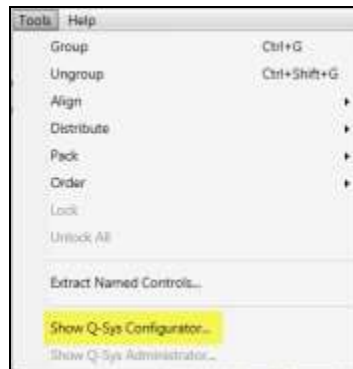 Tools Help
Group Ctrl+G
Ungroup Ctrl+Shift+G
Align
Distribute
Pack
Order
Lock
Unlock All
Extract Named Controls...
Show Q-Sys Configurator...
Show Q-Sys Administrator...